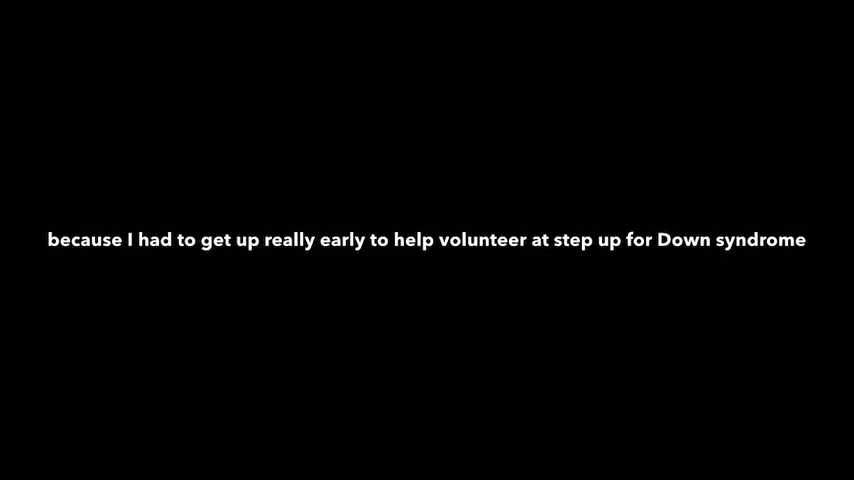 because I had to get up really early to help volunteer at step up for Down syndrome